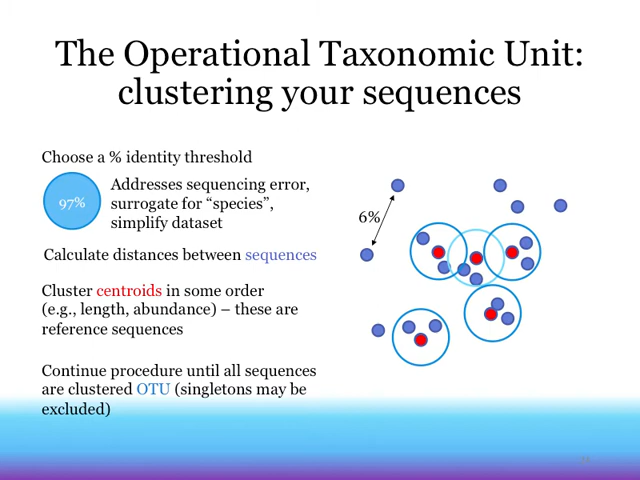 The Operational Taxonomic Unit:
clustering your sequences
Choose a % identity threshold
97%
Addresses sequencing error,
surrogate for “species”,
simplify dataset
Calculate distances between sequences
Cluster centroids in some order
(e.g., length, abundance) – these are
reference sequences
Continue procedure until all sequences
are clustered OTU (singletons may be
excluded)
6%